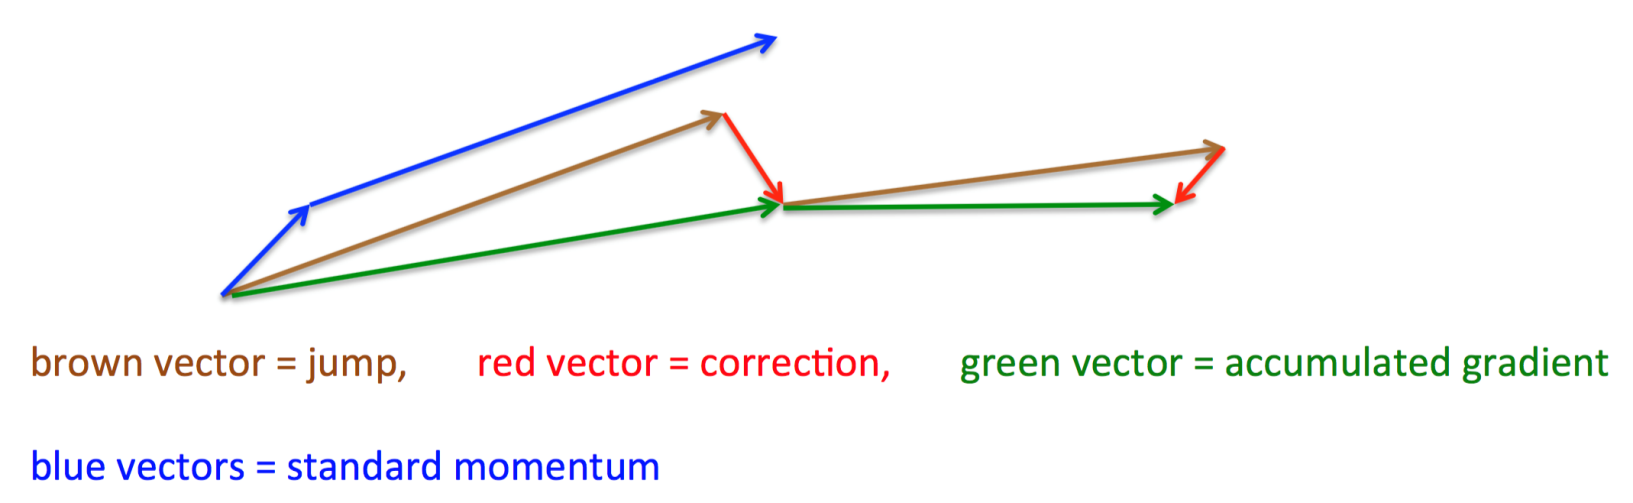 brown vector = jump, red vector = correction, green vector = accumulated gradient
blue vectors = standard momentum